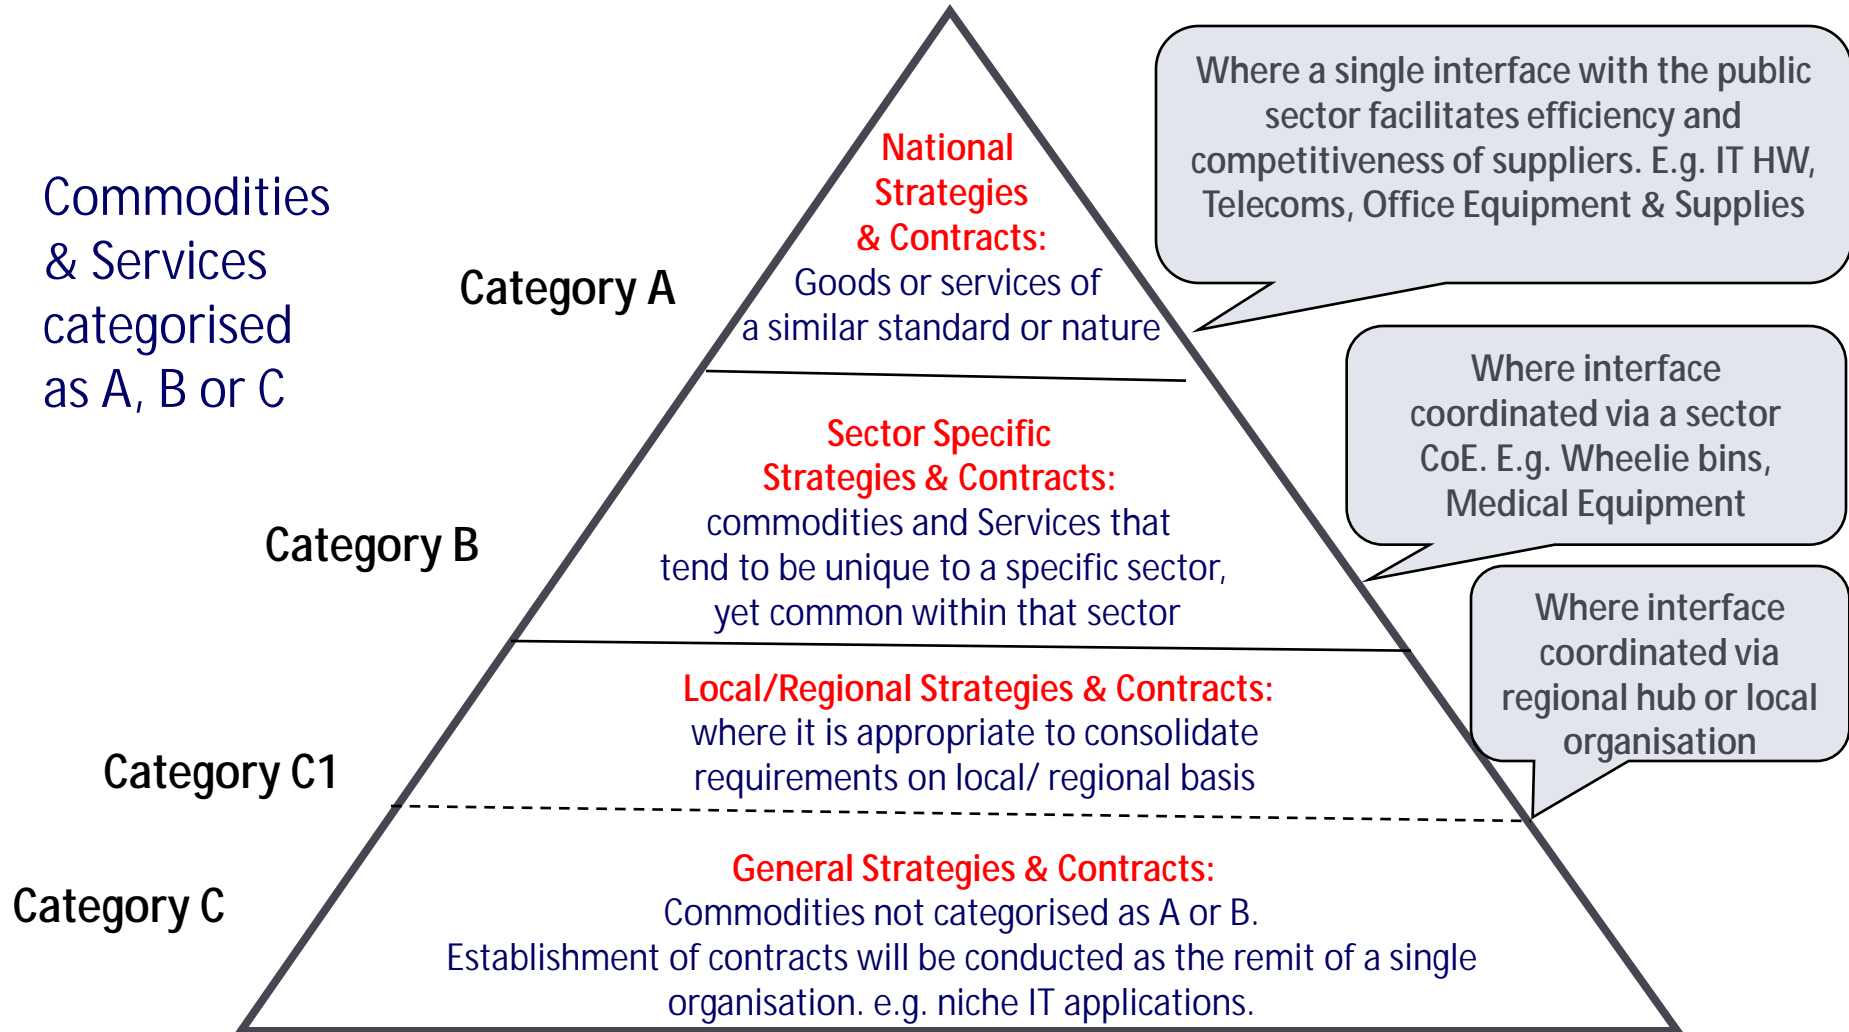 Commodities
& Services
categorised
as A, B or C
Category A
National
Strategies
& Contracts:
Goods or services of
a similar standard or nature
Where a single interface with the public
sector facilitates efficiency and
competitiveness of suppliers. E.g. IT HW,
Telecoms, Office Equipment & Supplies
Category B
Sector Specific
Strategies & Contracts:
commodities and Services that
tend to be unique to a specific sector,
yet common within that sector
Where interface
coordinated via a sector
CoE. E.g. Wheelie bins,
Medical Equipment
Category C1
Local/Regional Strategies & Contracts:
where it is appropriate to consolidate
requirements on local/ regional basis
Where interface
coordinated via
regional hub or local
organisation
Category C
General Strategies & Contracts:
Commodities not categorised as A or B.
Establishment of contracts will be conducted as the remit of a single
organisation. e.g. niche IT applications.